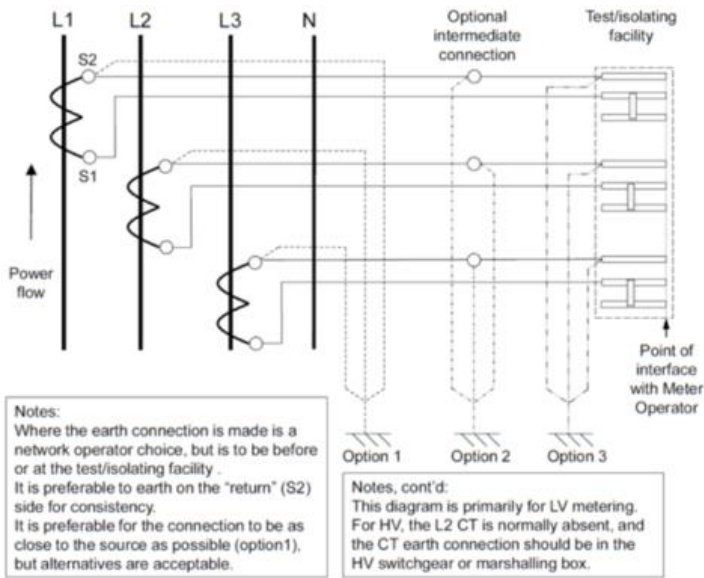 L1 L2 L3 N
Optional
intermediate
connection
Test/isolating
facility
S2
S1
Power
flow
Point of
interface
with Meter
Operator
Option 1 Option 2 Option 3
Notes:
Where the earth connection is made is a
network operator choice, but is to be before
or at the test/isolating facility .
It is preferable to earth on the “return” (S2)
side for consistency.
It is preferable for the connection to be as
close to the source as possible (option1),
but alternatives are acceptable.
Notes, cont’d:
This diagram is primarily for LV metering.
For HV, the L2 CT is normally absent, and
the CT earth connection should be in the
HV switchgear or marshalling box.